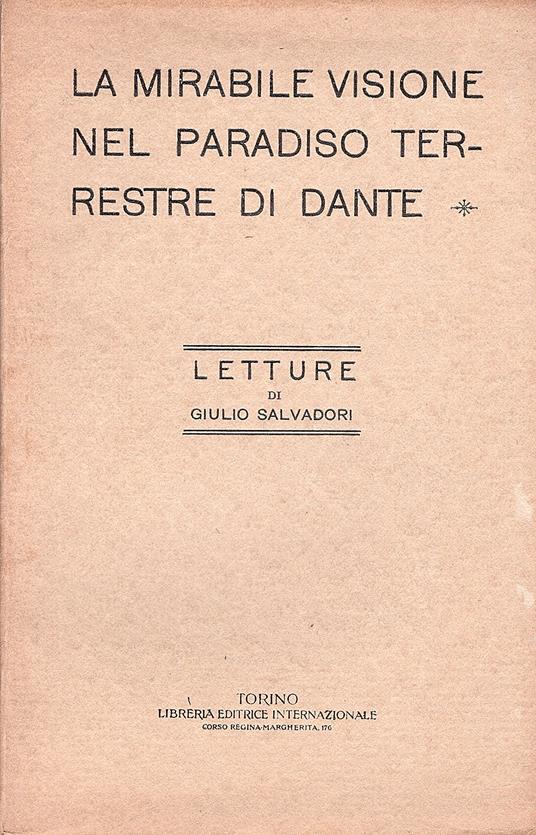 LA MIRABILE VISIONE
NEL PARADISO TER-
RESTRE DI DANTE
LETTURE
DI
GIULIO SALVADORI
TORINO
LIBRERIA EDITRICE INTERNAZIONALE
CORSO REGINA-MARGHERITA, 176